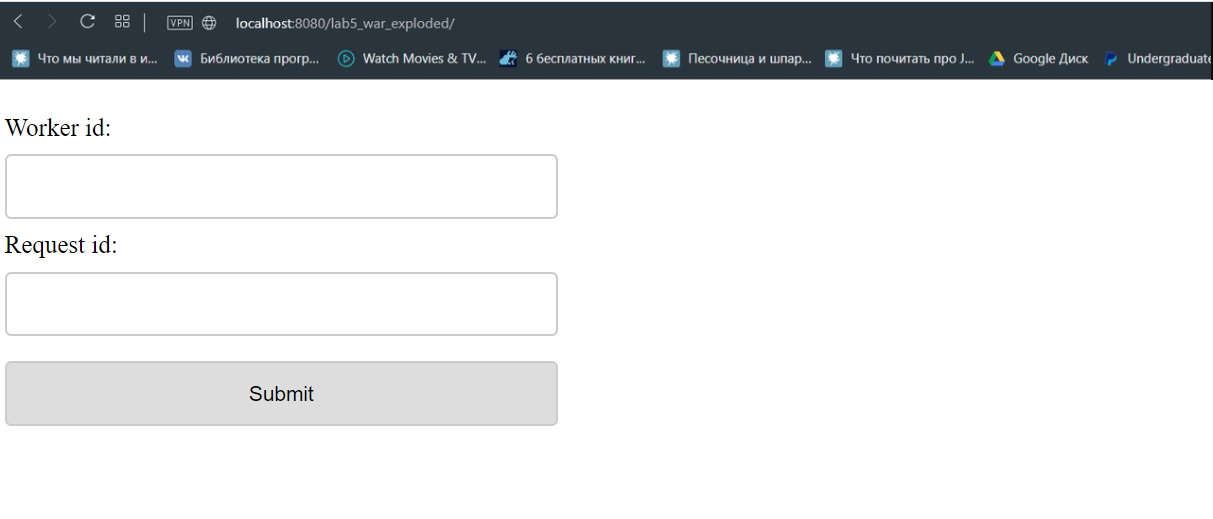 VPN localhost:8080/lab5_war_exploded/
Что мы читали в и... Библиотека прогр... Watch Movies & TV... 6 бесплатных книг... Песочница и шпар... Что почитать про J... Google Диск Undergraduate
Worker id:
Request id:
Submit